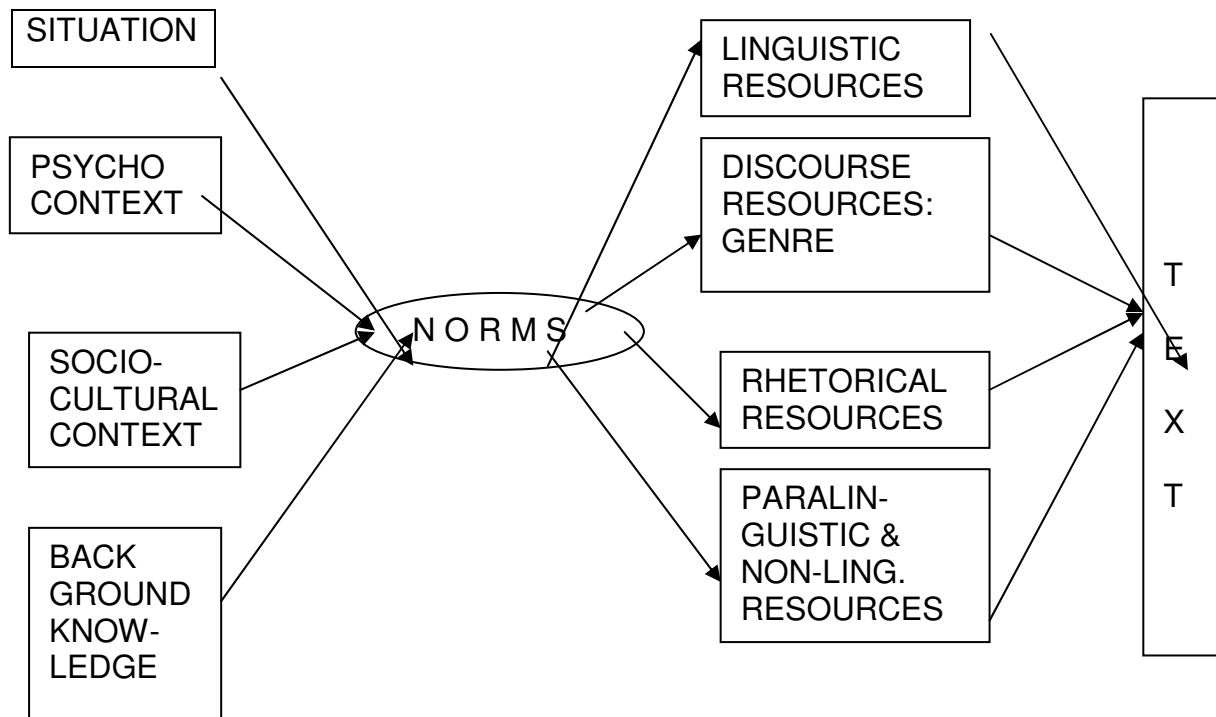 SITUATION
PSYCHO
CONTEXT
SOCIO-
CULTURAL
CONTEXT
BACK
GROUND
KNOW-
LEDGE
N O R M S
LINGUISTIC
RESOURCES
DISCOURSE
RESOURCES:
GENRE
RHETORICAL
RESOURCES
PARALIN-
GUISTIC &
NON-LING.
RESOURCES
T
E
X
T